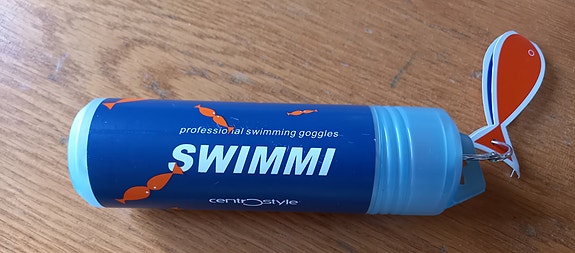 professional swimming goggles
SWIMMI
centrostyle